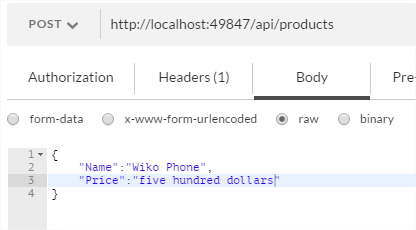 POST http://localhost:49847/api/products
Authorization Headers (1) Body Pre-
form-data x-www-form-urlencoded raw binary
1 {
2 "Name":"Wiko Phone",
3 "Price":"five hundred dollars"
4 }